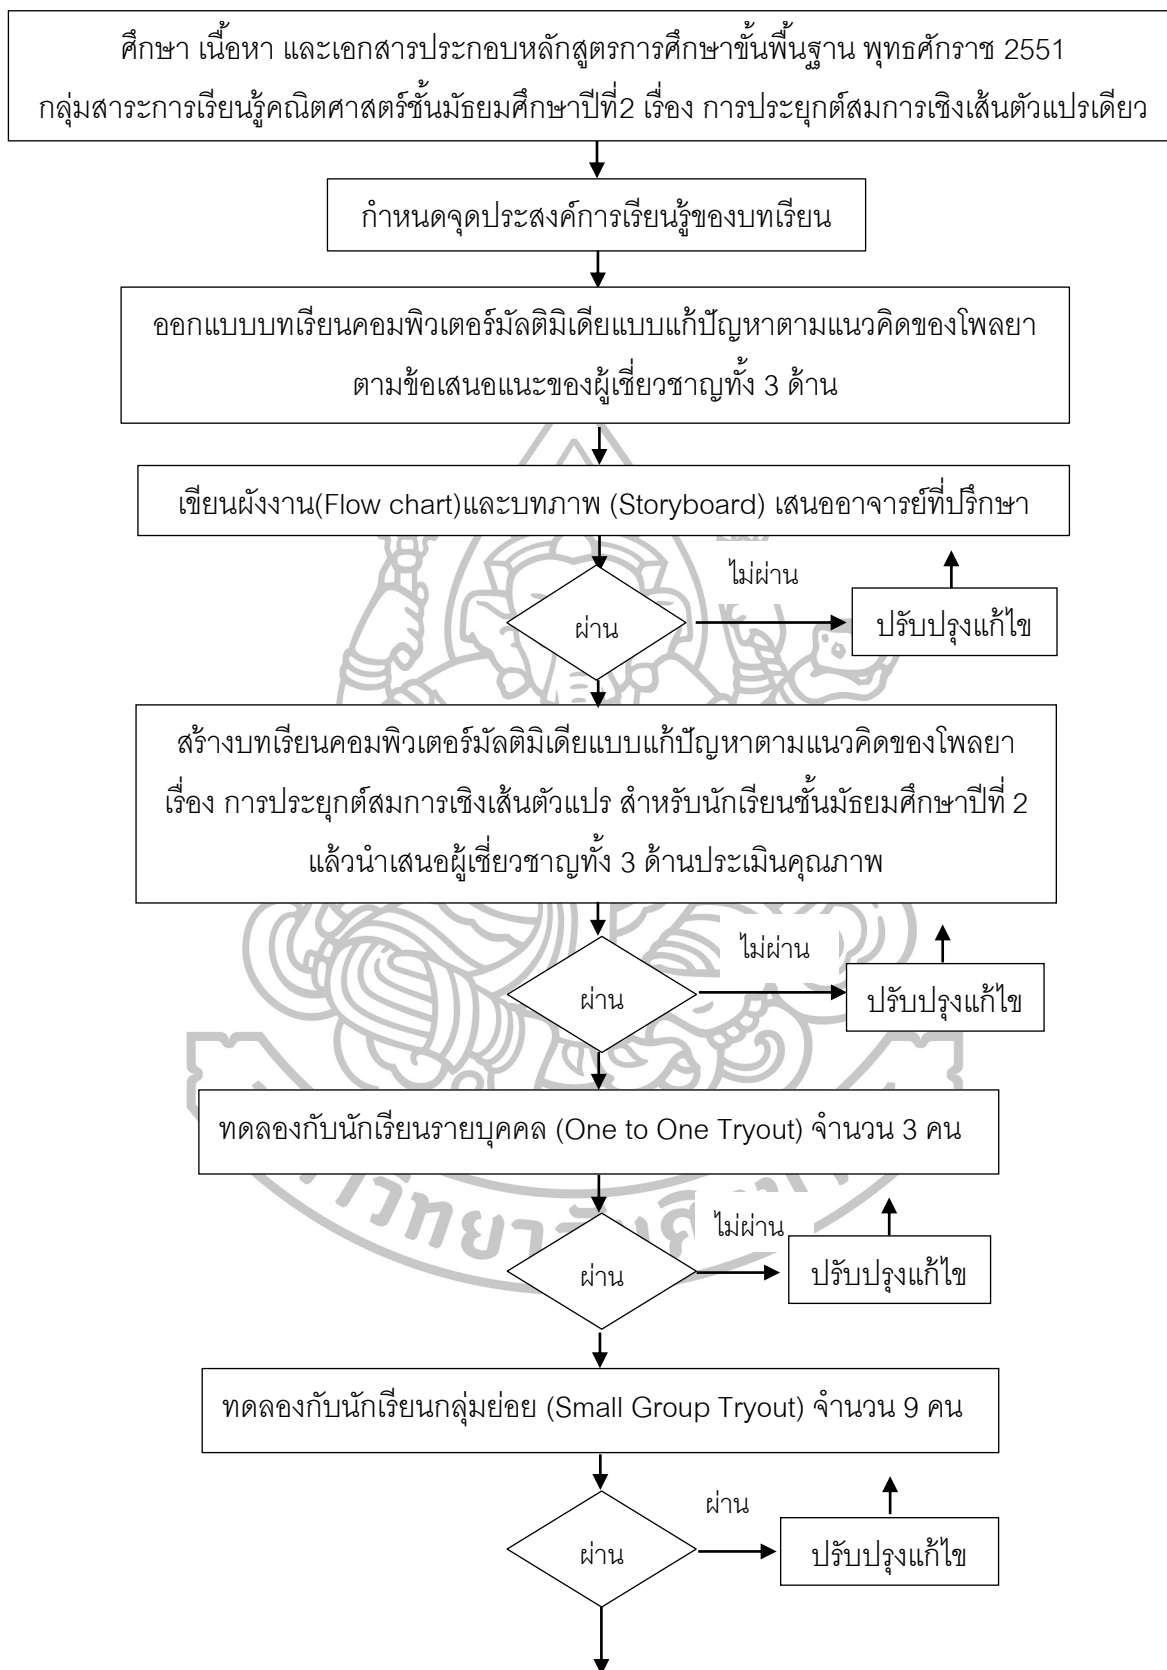 ศึกษา เนื้อหา และเอกสารประกอบหลักสูตรการศึกษาขั้นพื้นฐาน พุทธศักราช 2551
กลุ่มสาระการเรียนรู้คณิตศาสตร์ชั้นมัธยมศึกษาปีที่2 เรื่อง การประยุกต์สมการเชิงเส้นตัวแปรเดียว
กำหนดจุดประสงค์การเรียนรู้ของบทเรียน
ออกแบบบทเรียนคอมพิวเตอร์มัลติมิเดียแบบแก้ปัญหาตามแนวคิดของโพลยา
ตามข้อเสนอแนะของผู้เชี่ยวชาญทั้ง 3 ด้าน
เขียนผังงาน(Flow chart)และบทภาพ (Storyboard) เสนออาจารย์ที่ปรึกษา
ไม่ผ่าน
ผ่าน
ปรับปรุงแก้ไข
สร้างบทเรียนคอมพิวเตอร์มัลติมิเดียแบบแก้ปัญหาตามแนวคิดของโพลยา
เรื่อง การประยุกต์สมการเชิงเส้นตัวแปร สำหรับนักเรียนชั้นมัธยมศึกษาปีที่ 2
แล้วนำเสนอผู้เชี่ยวชาญทั้ง 3 ด้านประเมินคุณภาพ
ไม่ผ่าน
ผ่าน
ปรับปรุงแก้ไข
ทดลองกับนักเรียนรายบุคคล (One to One Tryout) จำนวน 3 คน
ไม่ผ่าน
ผ่าน
ปรับปรุงแก้ไข
ทดลองกับนักเรียนกลุ่มย่อย (Small Group Tryout) จำนวน 9 คน
ผ่าน
ผ่าน
ปรับปรุงแก้ไข